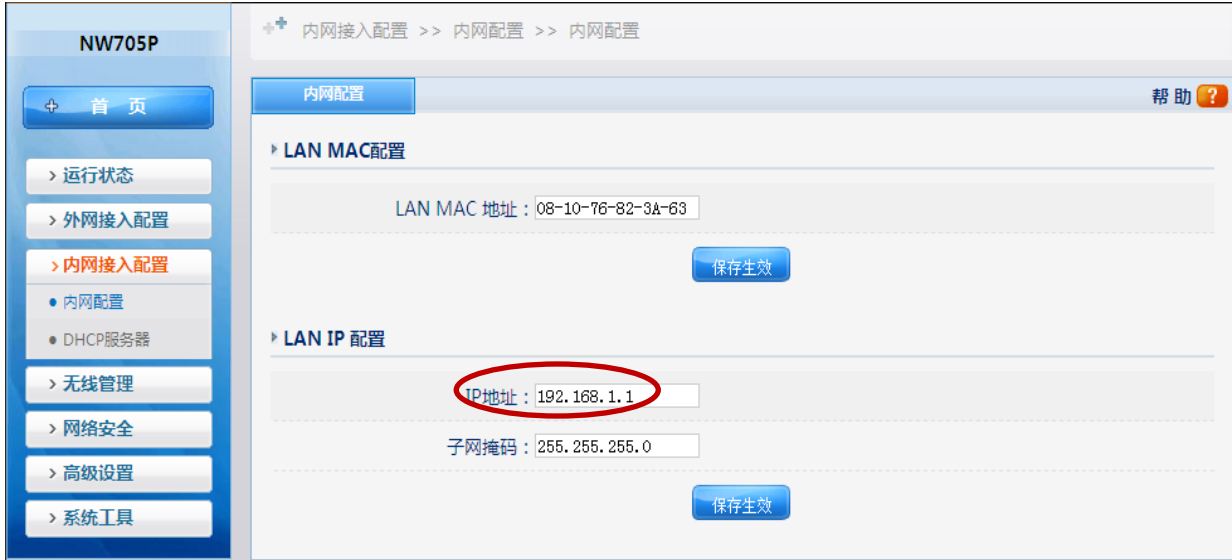 NW705P
首 页
> 运行状态
> 外网接入配置
> 内网接入配置
● 内网配置
● DHCP服务器
> 无线管理
> 网络安全
> 高级设置
> 系统工具
内网接入配置 >> 内网配置 >> 内网配置
内网配置
帮助 ?
LAN MAC配置
LAN MAC 地址：08-10-76-82-3A-63
保存生效
LAN IP 配置
IP地址：192.168.1.1
子网掩码：255.255.255.0
保存生效